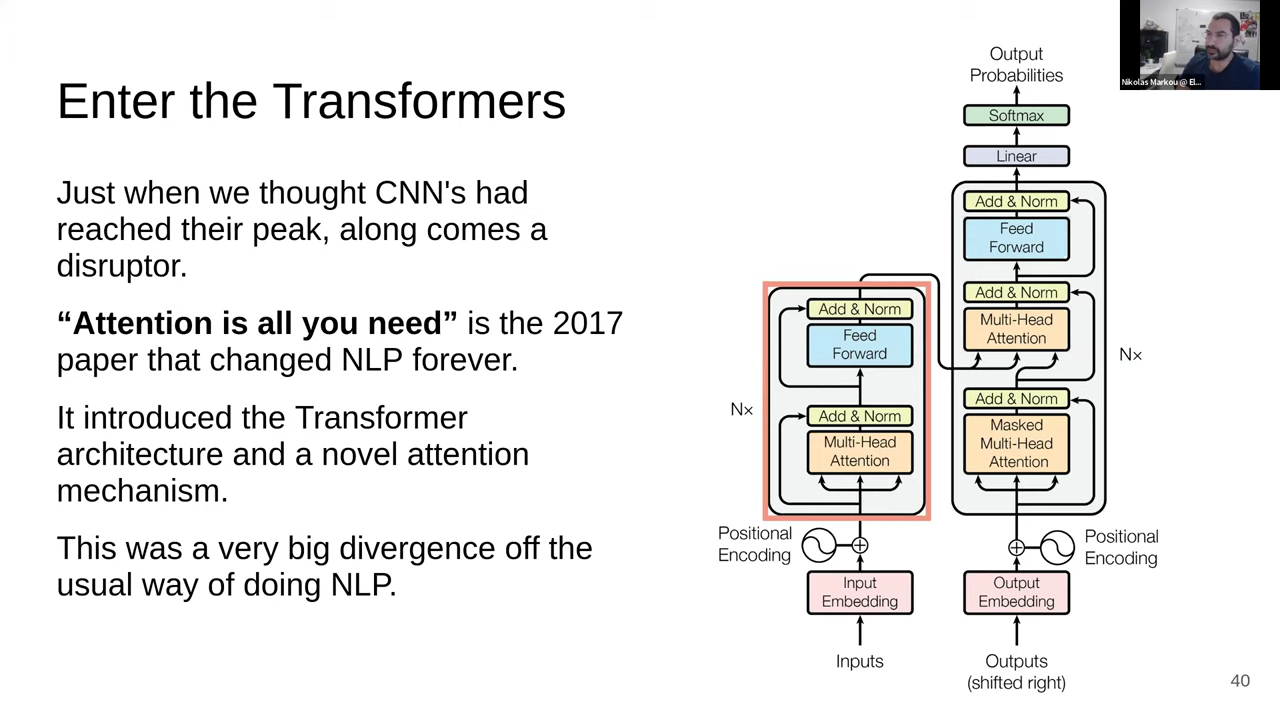 Nikolas Markou @ El...
Enter the Transformers
Just when we thought CNN's had
reached their peak, along comes a
disruptor.
“Attention is all you need” is the 2017
paper that changed NLP forever.
It introduced the Transformer
architecture and a novel attention
mechanism.
This was a very big divergence off the
usual way of doing NLP.
Output
Probabilities
Softmax
Linear
Add & Norm
Feed
Forward
Add & Norm
Multi-Head
Attention
Nx
Add & Norm
Masked
Multi-Head
Attention
Positional
Encoding
Output
Embedding
Outputs
(shifted right)
Add & Norm
Feed
Forward
Nx
Add & Norm
Multi-Head
Attention
Positional
Encoding
Input
Embedding
Inputs
40